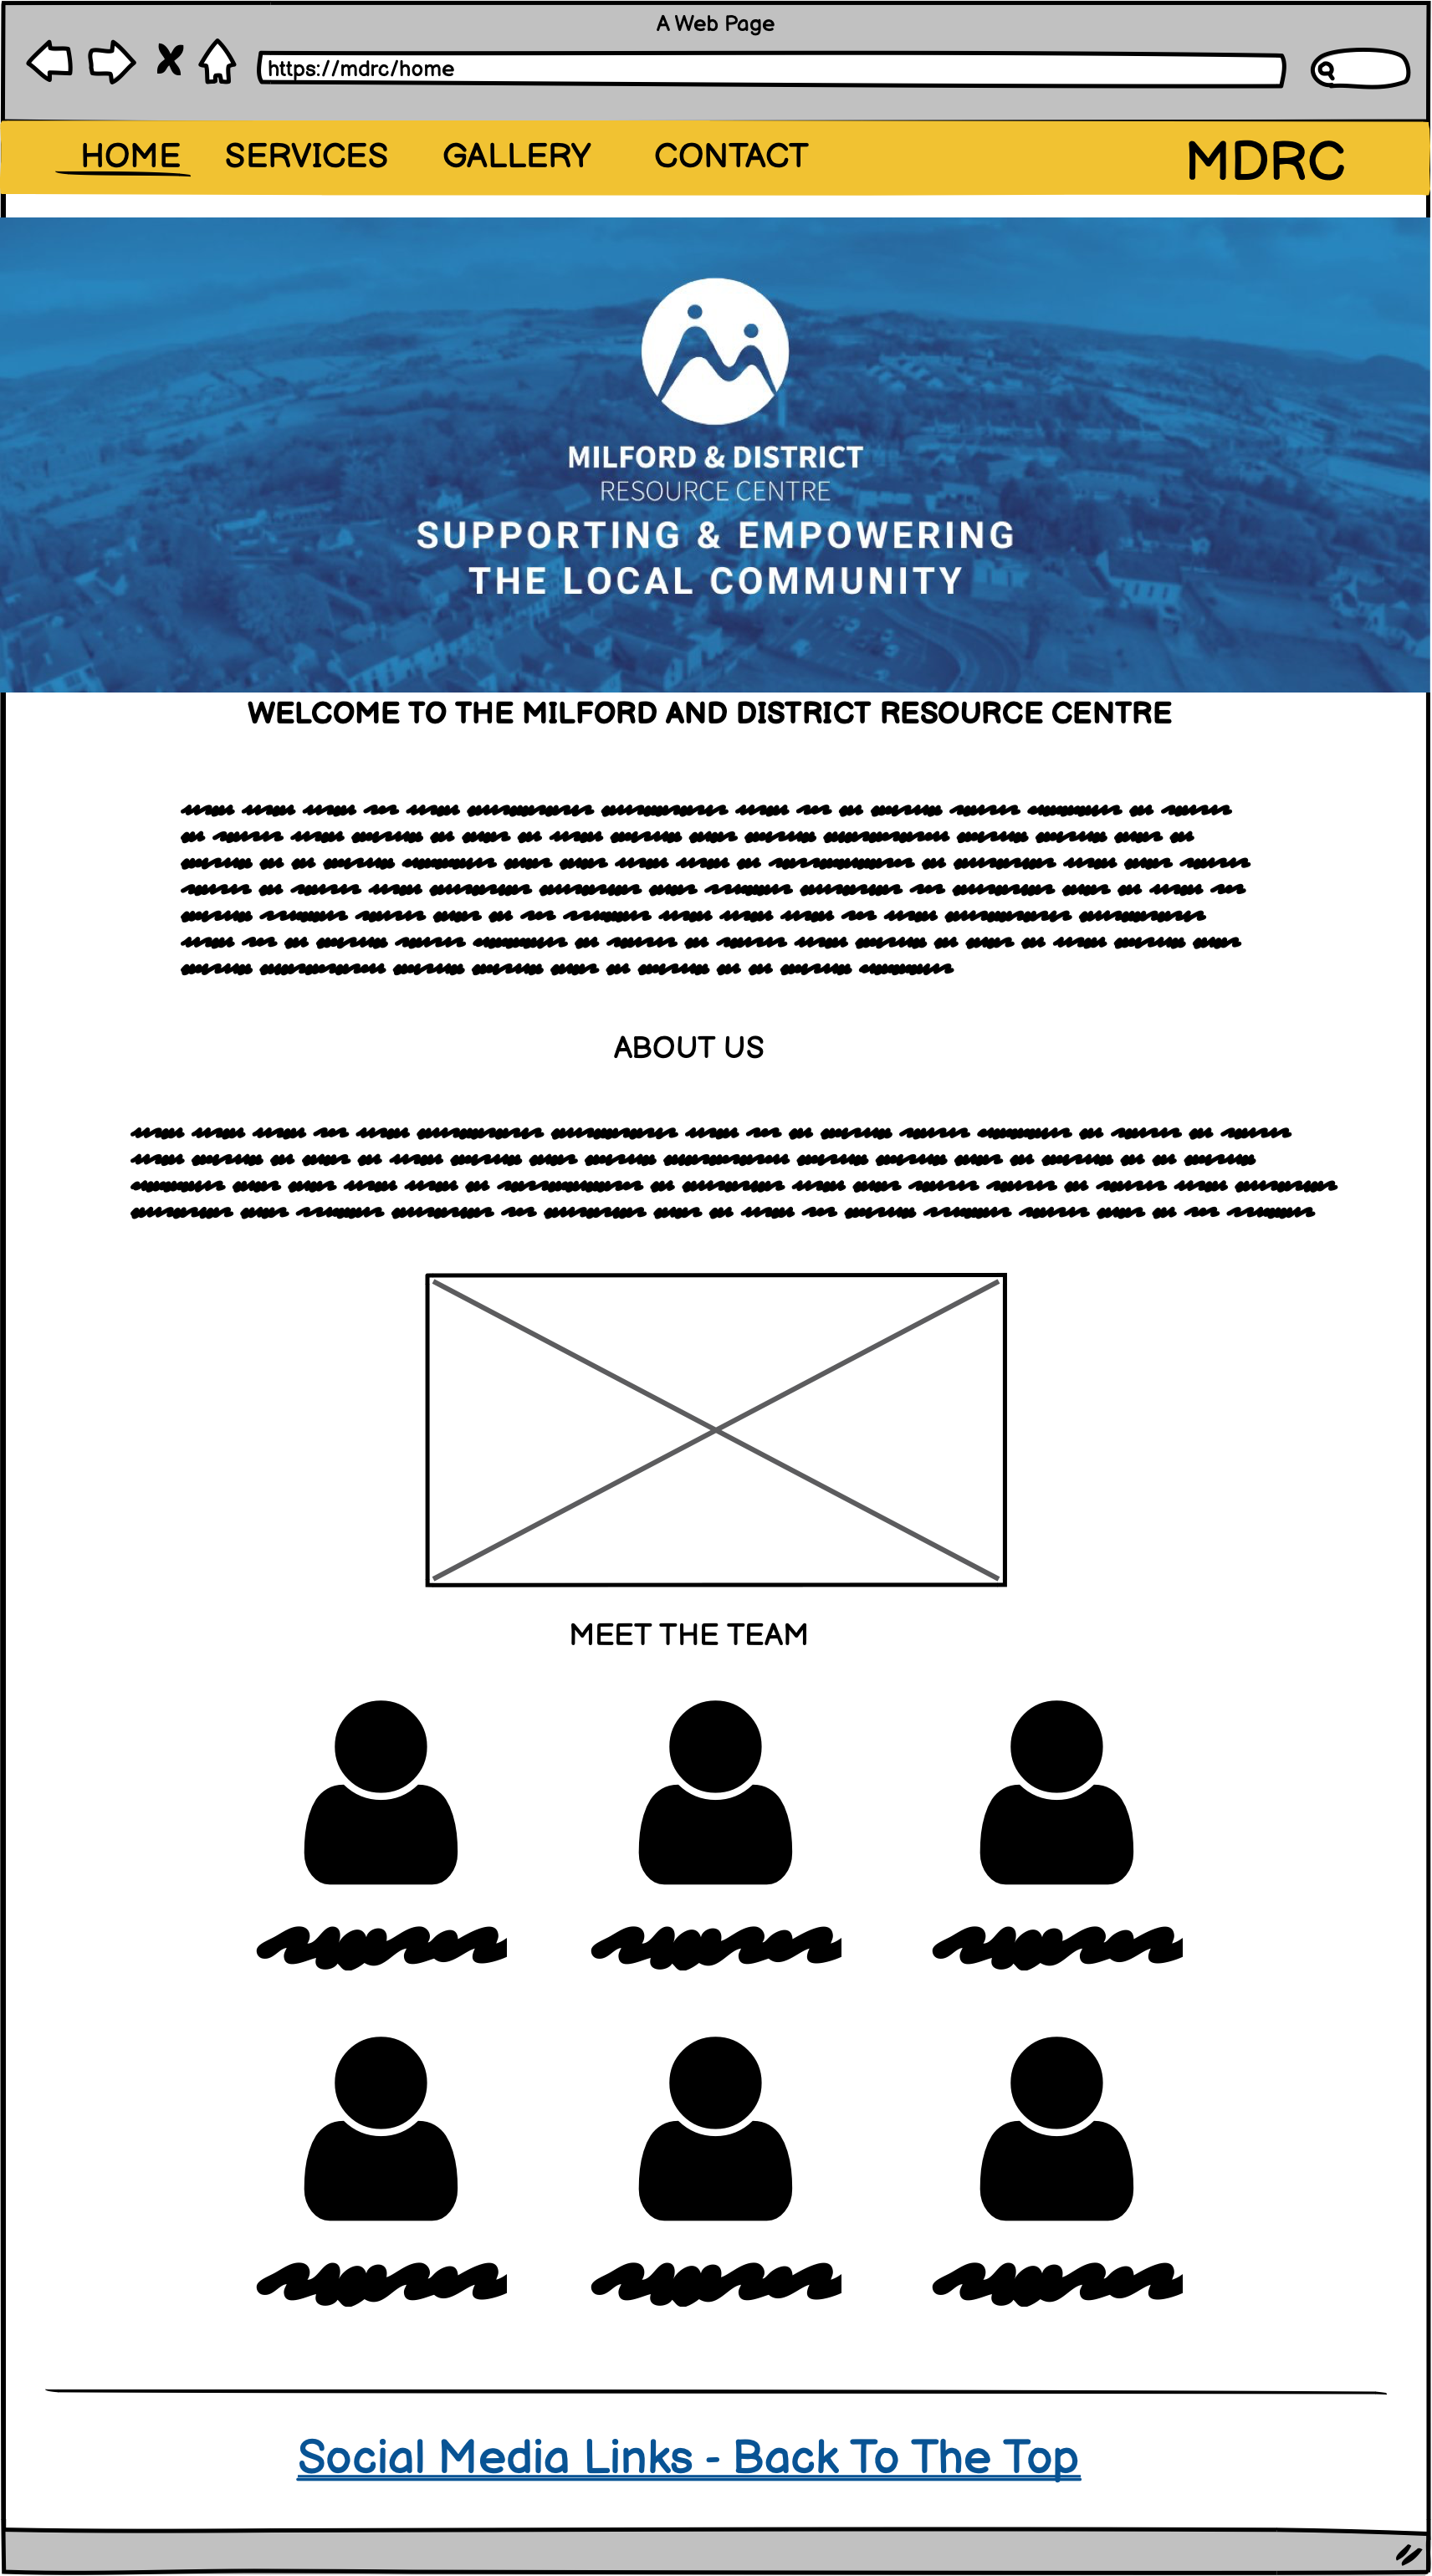 A Web Page
https://mdrc/home
HOME SERVICES GALLERY CONTACT MDRC
MILFORD & DISTRICT
RESOURCE CENTRE
SUPPORTING & EMPOWERING
THE LOCAL COMMUNITY
WELCOME TO THE MILFORD AND DISTRICT RESOURCE CENTRE
ABOUT US
MEET THE TEAM
Social Media Links - Back To The Top